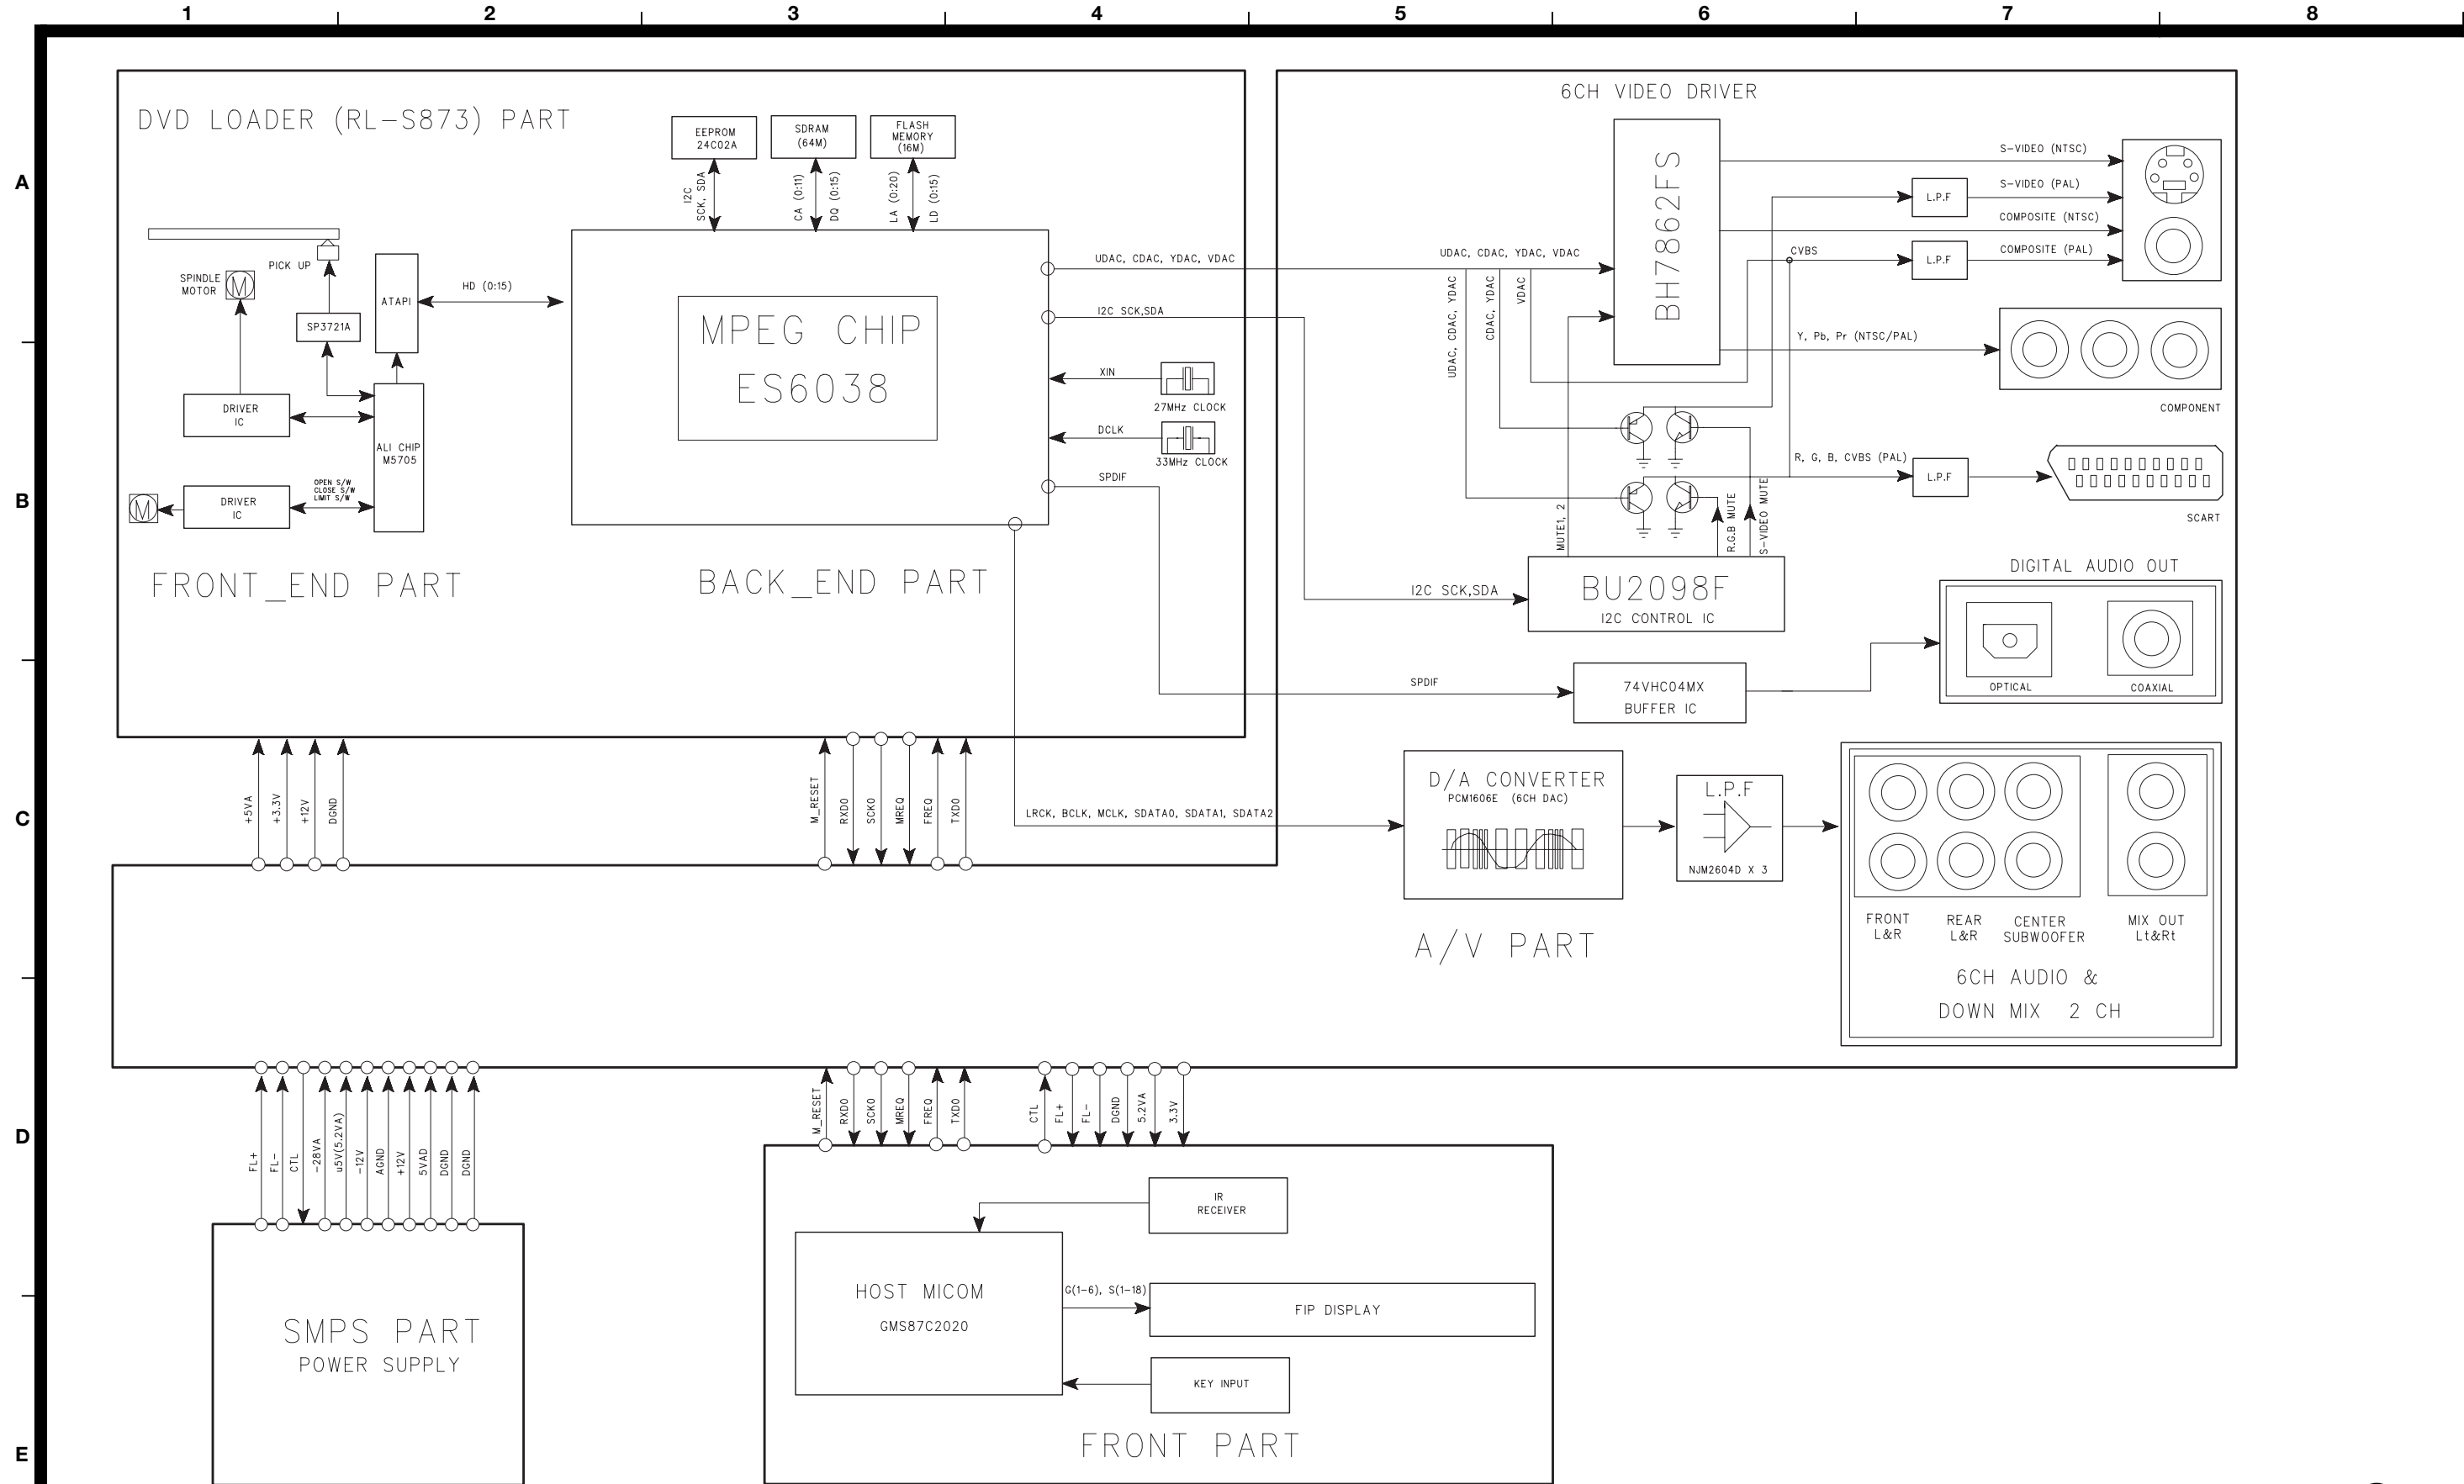 1 2 3 4 5 6 7 8
A
B
C
D
E
DVD LOADER (RL-S873) PART
EEPROM
24C02A
SDRAM
(64M)
FLASH
MEMORY
(16M)
I2C
SCK, SDA
CA (0:11)
DQ (0:15)
LA (0:20)
LD (0:15)
PICK UP
SPINDLE
MOTOR
M
SP3721A
ATAPI
HD (0:15)
DRIVER
IC
ALI CHIP
M5705
DRIVER
IC
OPEN S/W
CLOSE S/W
LIMIT S/W
M
FRONT_END PART
MPEG CHIP
ES6038
BACK_END PART
UDAC, CDAC, YDAC, VDAC
I2C SCK,SDA
XIN
27MHz CLOCK
DCLK
33MHz CLOCK
SPDIF
6CH VIDEO DRIVER
BH7862FS
UDAC, CDAC, YDAC, VDAC
UDAC, CDAC, YDAC
CDAC, YDAC
VDAC
S-VIDEO (NTSC)
L.P.F
S-VIDEO (PAL)
COMPOSITE (NTSC)
CVBS
L.P.F
COMPOSITE (PAL)
Y, Pb, Pr (NTSC/PAL)
COMPONENT
R, G, B, CVBS (PAL)
L.P.F
SCART
MUTE1, 2
R.G.B MUTE
S-VIDEO MUTE
I2C SCK,SDA
BU2098F
I2C CONTROL IC
DIGITAL AUDIO OUT
OPTICAL
COAXIAL
SPDIF
74VHC04MX
BUFFER IC
+5VA
+3.3V
+12V
DGND
M_RESET
RXD0
SCK0
MREQ
FREQ
TXD0
LRCK, BCLK, MCLK, SDATA0, SDATA1, SDATA2
D/A CONVERTER
PCM1606E (6CH DAC)
L.P.F
NJM2604D X 3
A/V PART
FRONT
L&R
REAR
L&R
CENTER
SUBWOOFER
MIX OUT
Lt&Rt
6CH AUDIO &
DOWN MIX 2 CH
FL+
FL-
CTL
-28VA
u5V(5.2VA)
-12V
AGND
+12V
5VAD
DGND
DGND
M_RESET
RXD0
SCK0
MREQ
FREQ
TXD0
CTL
FL+
FL-
DGND
5.2VA
3.3V
SMPS PART
POWER SUPPLY
IR
RECEIVER
HOST MICOM
GMS87C2020
G(1-6), S(1-18)
FIP DISPLAY
KEY INPUT
FRONT PART